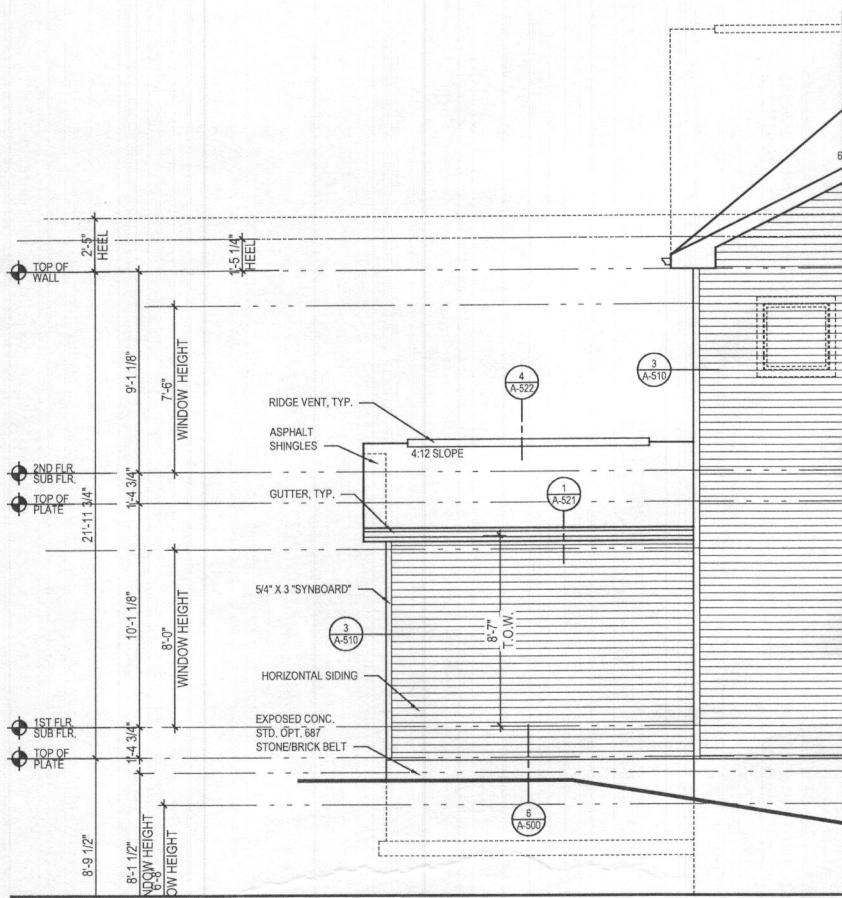 6
2'-5"
HEEL
1'-5 1/4"
HEEL
TOP OF
WALL
9'-1 1/8"
7'-6"
WINDOW HEIGHT
3
A-510
4
A-522
RIDGE VENT, TYP.
ASPHALT
SHINGLES
4:12 SLOPE
2ND FLR.
SUB FLR.
1'-4 3/4"
TOP OF
PLATE
21'-11 3/4"
GUTTER, TYP.
1
A-521
5/4" X 3 "SYNBOARD"
10'-1 1/8"
8'-0"
WINDOW HEIGHT
3
A-510
8'-7"
T.O.W.
HORIZONTAL SIDING
1ST FLR.
SUB FLR.
EXPOSED CONC.
STD. OPT. 687
STONE/BRICK BELT
1'-4 3/4"
TOP OF
PLATE
6
A-500
8'-9 1/2"
8'-1 1/2"
NDOW HEIGHT
6'-8"
OW HEIGHT